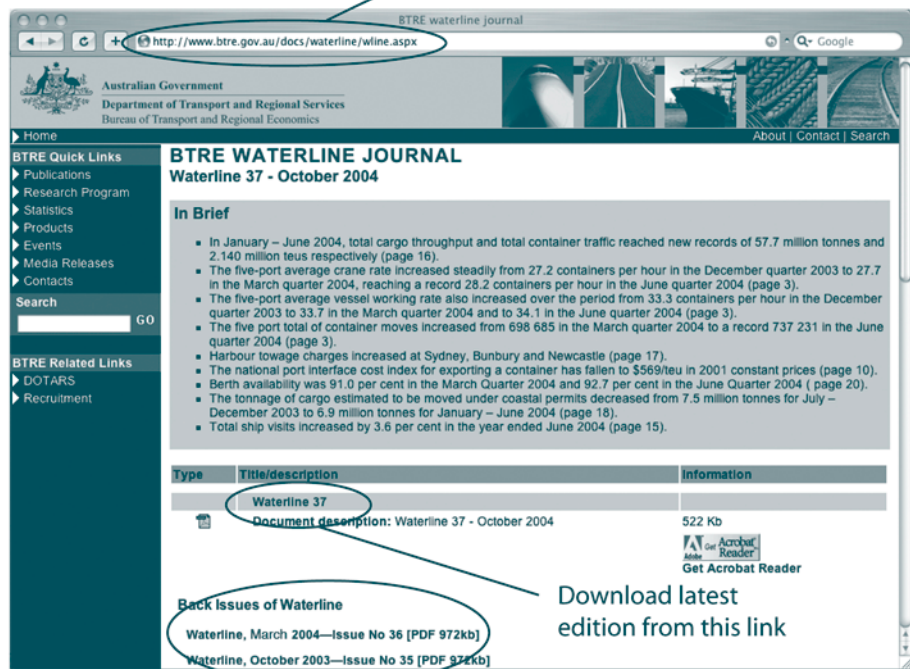 BTRE waterline journal
http://www.btre.gov.au/docs/waterline/wline.aspx
Google
Australian Government
Department of Transport and Regional Services
Bureau of Transport and Regional Economics
Home
About | Contact | Search
BTRE Quick Links
Publications
Research Program
Statistics
Products
Events
Media Releases
Contacts
Search
GO
BTRE Related Links
DOTARS
Recruitment
BTRE WATERLINE JOURNAL
Waterline 37 - October 2004
In Brief
In January – June 2004, total cargo throughput and total container traffic reached new records of 57.7 million tonnes and
2.140 million teus respectively (page 16).
The five-port average crane rate increased steadily from 27.2 containers per hour in the December quarter 2003 to 27.7
in the March quarter 2004, reaching a record 28.2 containers per hour in the June quarter 2004 (page 3).
The five-port average vessel working rate also increased over the period from 33.3 containers per hour in the December
quarter 2003 to 33.7 in the March quarter 2004 and to 34.1 in the June quarter 2004 (page 3).
The five port total of container moves increased from 698 685 in the March quarter 2004 to a record 737 231 in the June
quarter 2004 (page 3).
Harbour towage charges increased at Sydney, Bunbury and Newcastle (page 17).
The national port interface cost index for exporting a container has fallen to $569/teu in 2001 constant prices (page 10).
Berth availability was 91.0 per cent in the March Quarter 2004 and 92.7 per cent in the June Quarter 2004 ( page 20).
The tonnage of cargo estimated to be moved under coastal permits decreased from 7.5 million tonnes for July –
December 2003 to 6.9 million tonnes for January – June 2004 (page 18).
Total ship visits increased by 3.6 per cent in the year ended June 2004 (page 15).
Type Title/description Information
Waterline 37
Document description: Waterline 37 - October 2004 522 Kb
Adobe Get Acrobat Reader
Get Acrobat Reader
Back Issues of Waterline
Waterline, March 2004—Issue No 36 [PDF 972kb]
Waterline, October 2003—Issue No 35 [PDF 972kb]
Download latest
edition from this link